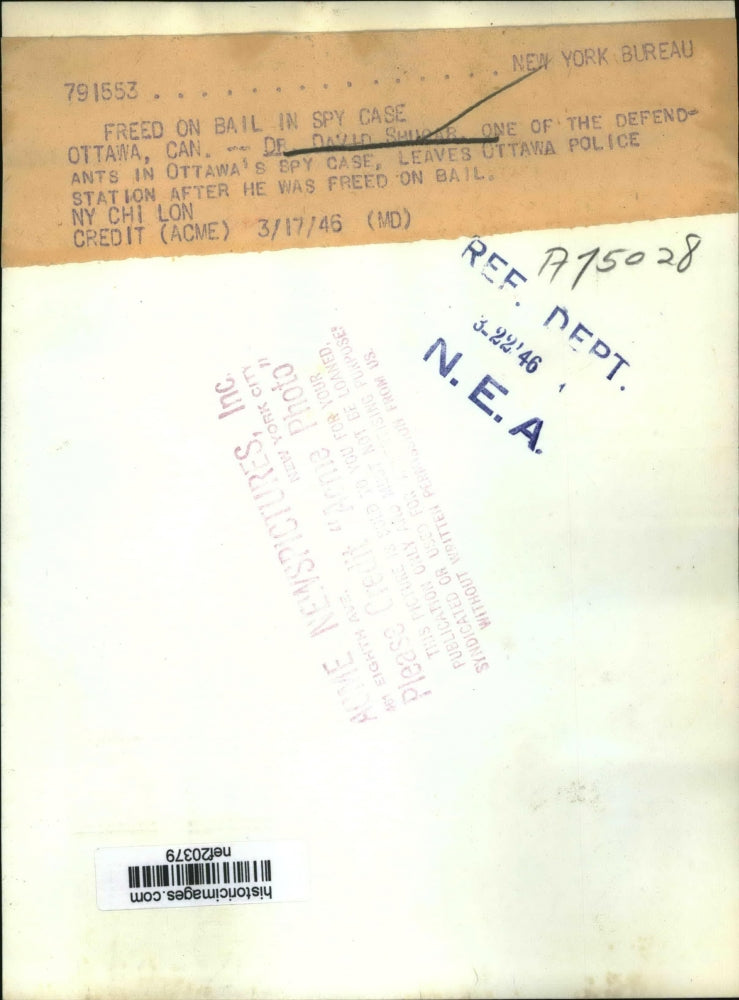 791553 . . . . . . . . . . . . . . . NEW YORK BUREAU
FREED ON BAIL IN SPY CASE
OTTAWA, CAN. -- DR. DAVID SHUGAR, ONE OF THE DEFEND-
ANTS IN OTTAWA'S SPY CASE, LEAVES OTTAWA POLICE
STATION AFTER HE WAS FREED ON BAIL.
NY CHI LON
CREDIT (ACME) 3/17/46 (MD)
A75028
REF. DEPT.
3-22'46
N.E.A.
ACME NEWSPICTURES, Inc.
461 EIGHTH AVE. NEW YORK CITY
Please Credit "Acme Photo"
THIS PICTURE IS SOLD TO YOU FOR YOUR
PUBLICATION ONLY AND MUST NOT BE LOANED,
SYNDICATED OR USED FOR ADVERTISING PURPOSES
WITHOUT WRITTEN PERMISSION FROM US.
historicimages.com
nef20379